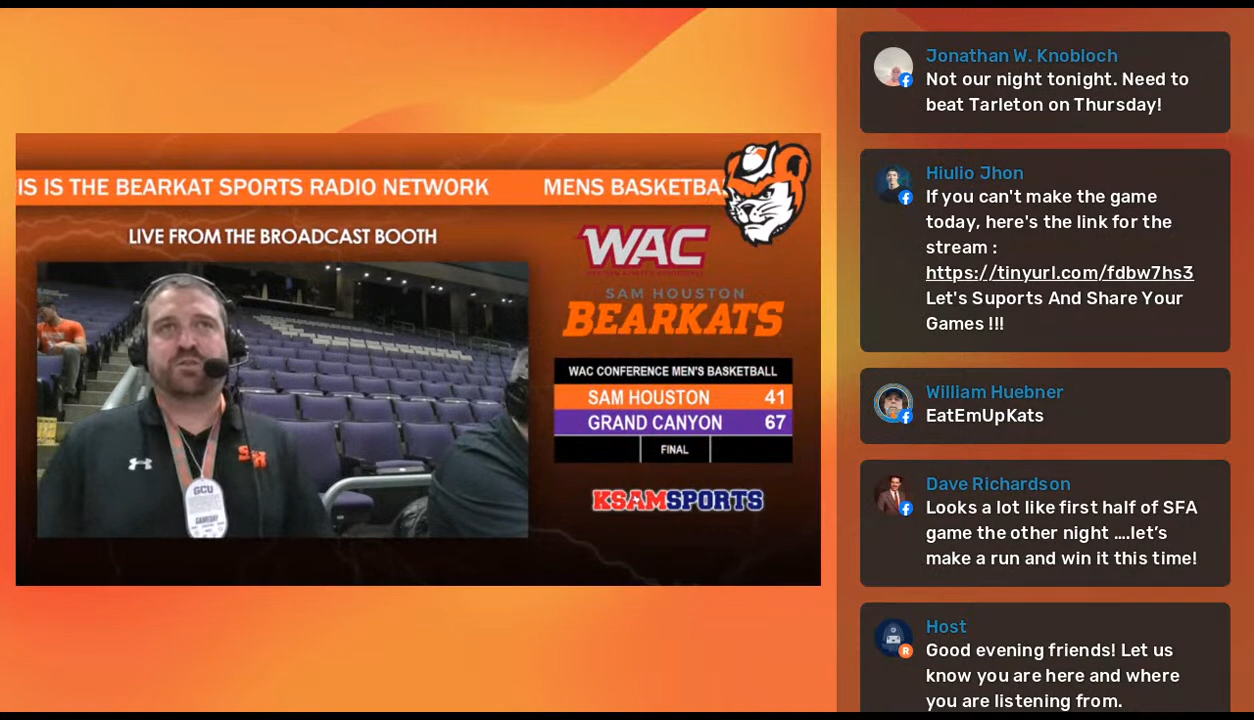 IS IS THE BEARKAT SPORTS RADIO NETWORK MENS BASKETBA
LIVE FROM THE BROADCAST BOOTH
WAC
SAM HOUSTON
BEARKATS
WAC CONFERENCE MEN'S BASKETBALL
SAM HOUSTON 41
GRAND CANYON 67
FINAL
KSAMSPORTS
SH
GCU
GAMEDAY
Jonathan W. Knobloch
Not our night tonight. Need to
beat Tarleton on Thursday!
Hiulio Jhon
If you can't make the game
today, here's the link for the
stream :
https://tinyurl.com/fdbw7hs3
Let's Suports And Share Your
Games !!!
William Huebner
EatEmUpKats
Dave Richardson
Looks a lot like first half of SFA
game the other night ….let’s
make a run and win it this time!
Host
R
Good evening friends! Let us
know you are here and where
you are listening from.